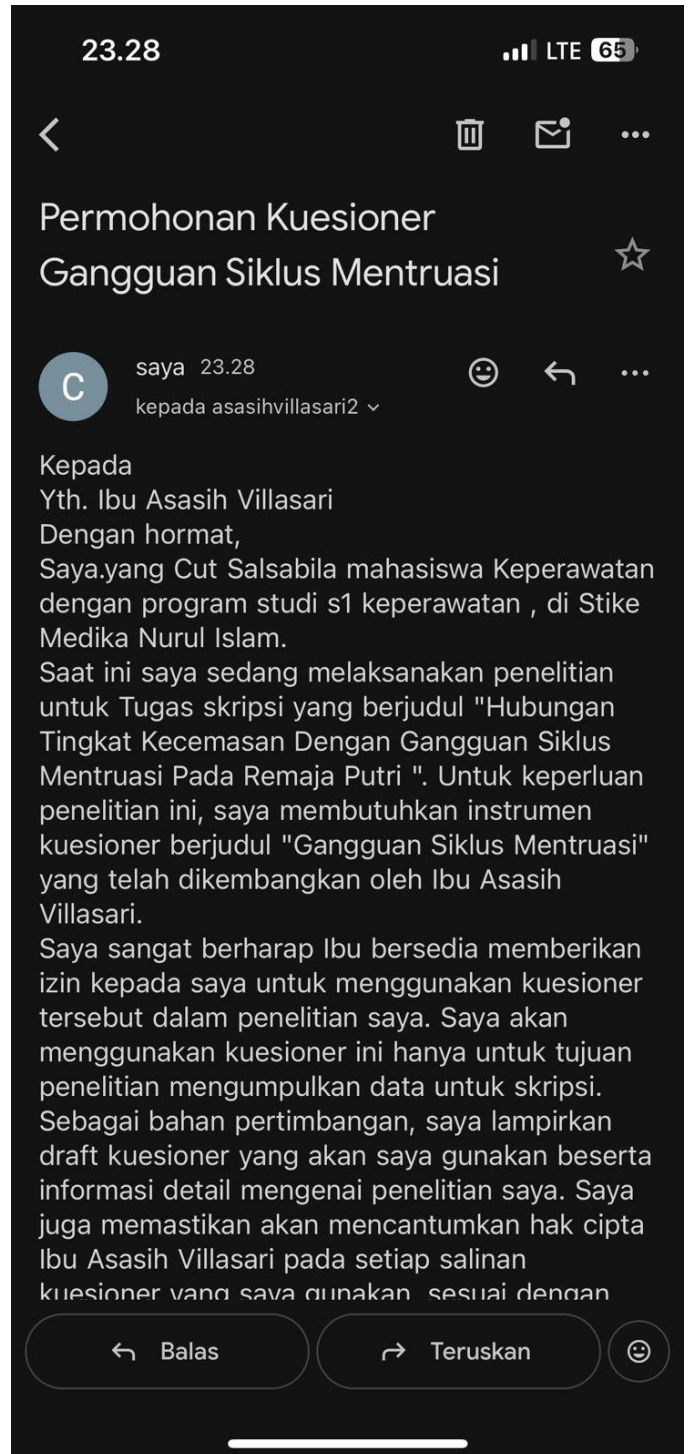 23.28
LTE 65
Permohonan Kuesioner
Gangguan Siklus Mentruasi
C
saya 23.28
kepada asasihvillasari2
Kepada
Yth. Ibu Asasih Villasari
Dengan hormat,
Saya.yang Cut Salsabila mahasiswa Keperawatan
dengan program studi s1 keperawatan , di Stike
Medika Nurul Islam.
Saat ini saya sedang melaksanakan penelitian
untuk Tugas skripsi yang berjudul "Hubungan
Tingkat Kecemasan Dengan Gangguan Siklus
Mentruasi Pada Remaja Putri ". Untuk keperluan
penelitian ini, saya membutuhkan instrumen
kuesioner berjudul "Gangguan Siklus Mentruasi"
yang telah dikembangkan oleh Ibu Asasih
Villasari.
Saya sangat berharap Ibu bersedia memberikan
izin kepada saya untuk menggunakan kuesioner
tersebut dalam penelitian saya. Saya akan
menggunakan kuesioner ini hanya untuk tujuan
penelitian mengumpulkan data untuk skripsi.
Sebagai bahan pertimbangan, saya lampirkan
draft kuesioner yang akan saya gunakan beserta
informasi detail mengenai penelitian saya. Saya
juga memastikan akan mencantumkan hak cipta
Ibu Asasih Villasari pada setiap salinan
kuesioner yang saya gunakan, sesuai dengan
Balas
Teruskan